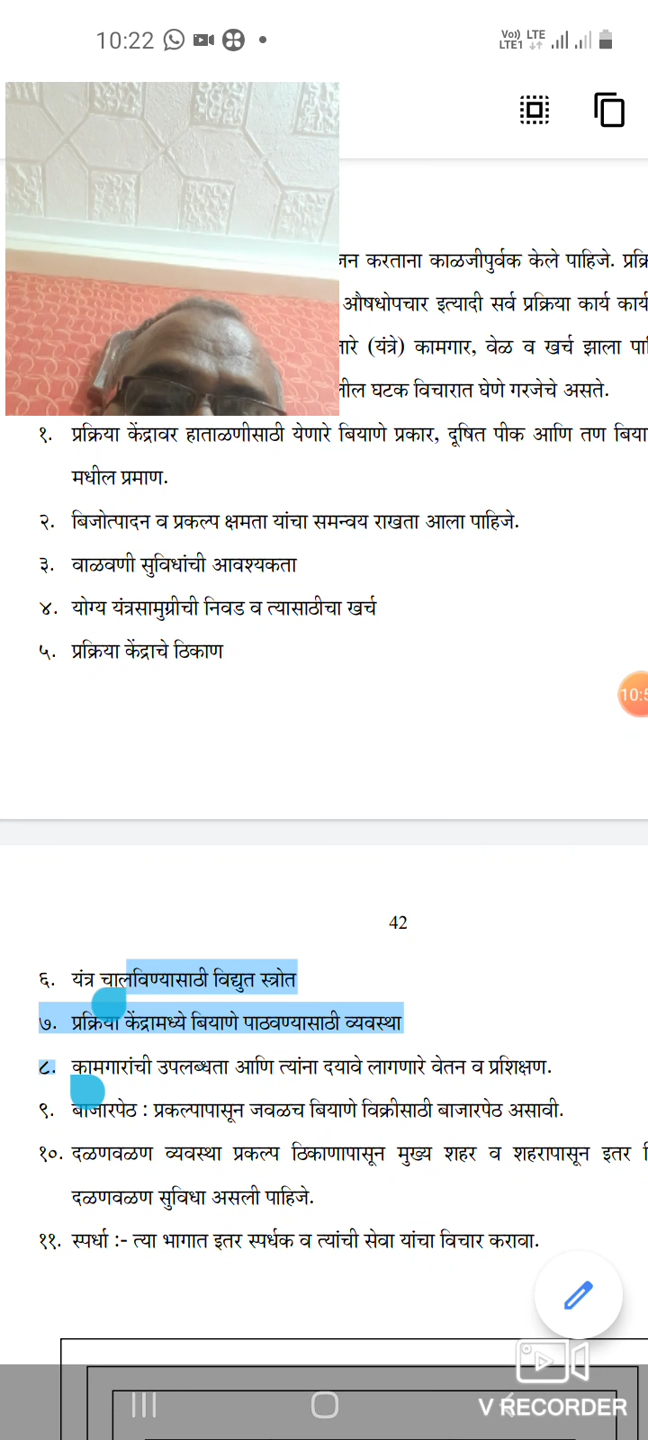 10:22
Vo) LTE
LTE1
करताना काळजीपुर्वक केले पाहिजे.
औषधोपचार इत्यादी सर्व प्रक्रिया कार्य
(यंत्रे) कामगार, वेळ व खर्च झाला
घटक विचारात घेणे गरजेचे असते.
१. प्रक्रिया केंद्रावर हाताळणीसाठी येणारे बियाणे प्रकार, दूषित पीक आणि तण
मधील प्रमाण.
२. बिजोत्पादन व प्रकल्प क्षमता यांचा समन्वय राखता आला पाहिजे.
३. वाळवणी सुविधांची आवश्यकता
४. योग्य यंत्रसामुग्रीची निवड व त्यासाठीचा खर्च
५. प्रक्रिया केंद्राचे ठिकाण
42
६. यंत्र चालविण्यासाठी विद्युत स्त्रोत
७. प्रक्रिया केंद्रामध्ये बियाणे पाठवण्यासाठी व्यवस्था
८. कामगारांची उपलब्धता आणि त्यांना दयावे लागणारे वेतन व प्रशिक्षण.
९. बाजारपेठ : प्रकल्पापासून जवळच बियाणे विक्रीसाठी बाजारपेठ असावी.
१०. दळणवळण व्यवस्था प्रकल्प ठिकाणापासून मुख्य शहर व शहरापासून इतर
दळणवळण सुविधा असली पाहिजे.
११. स्पर्धा :- त्या भागात इतर स्पर्धक व त्यांची सेवा यांचा विचार करावा.
V RECORDER